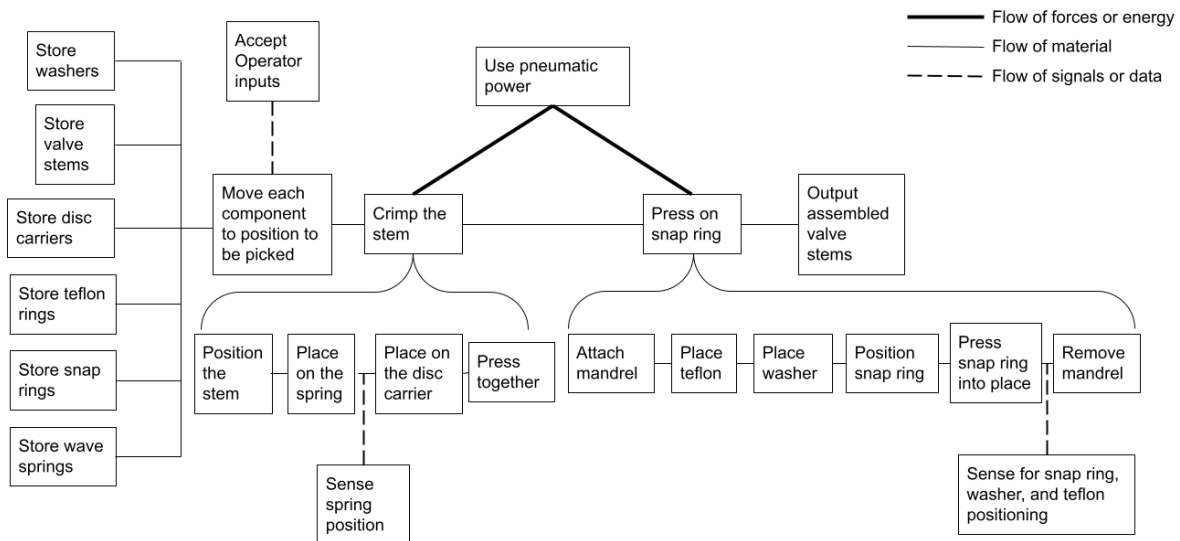 Flow of forces or energy
Flow of material
Flow of signals or data
Store
washers
Store
valve
stems
Store disc
carriers
Store teflon
rings
Store snap
rings
Store wave
springs
Accept
Operator
inputs
Move each
component
to position to
be picked
Use pneumatic
power
Crimp the
stem
Press on
snap ring
Output
assembled
valve
stems
Position
the
stem
Place
on the
spring
Place on
the disc
carrier
Press
together
Sense
spring
position
Attach
mandrel
Place
teflon
Place
washer
Position
snap ring
Press
snap ring
into place
Remove
mandrel
Sense for snap ring,
washer, and teflon
positioning